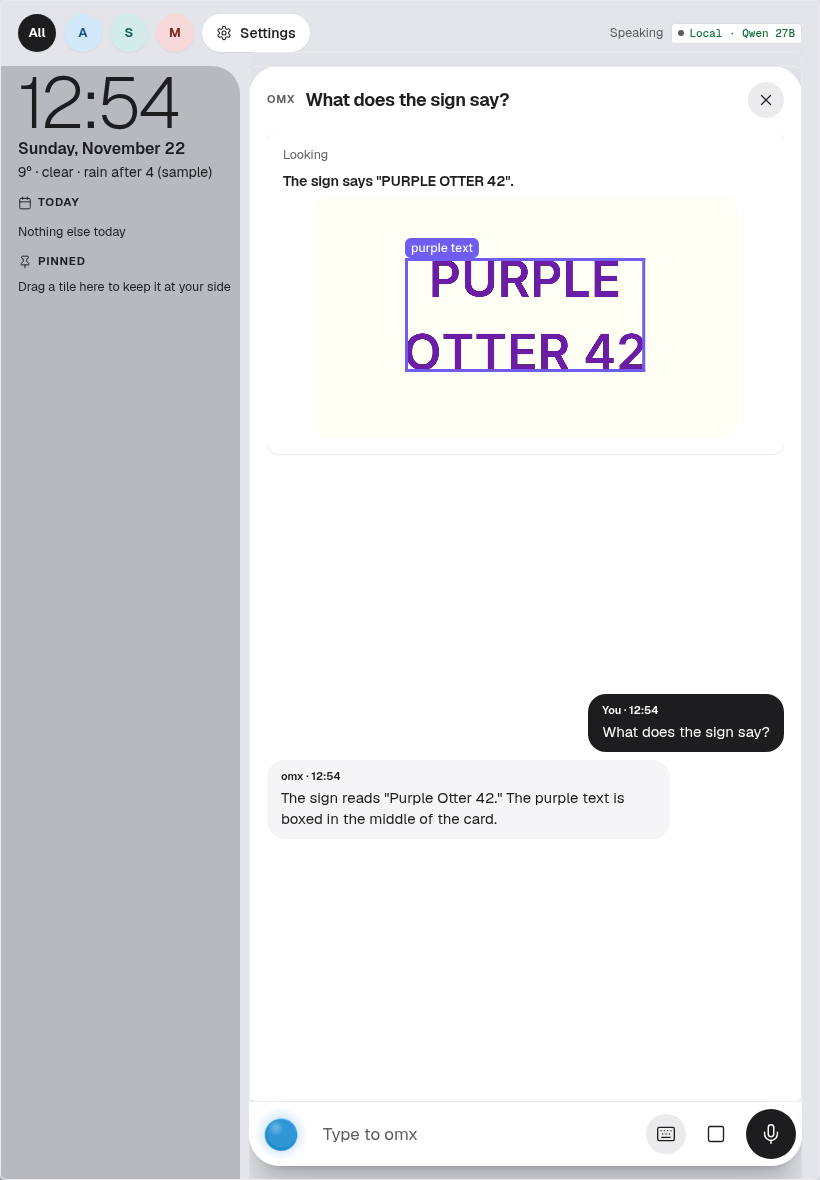 All A S M Settings
Speaking Local · Qwen 27B
12:54
Sunday, November 22
9° · clear · rain after 4 (sample)
TODAY
Nothing else today
PINNED
Drag a tile here to keep it at your side
OMX What does the sign say?
Looking
The sign says "PURPLE OTTER 42".
purple text
PURPLE
OTTER 42
You · 12:54
What does the sign say?
omx · 12:54
The sign reads "Purple Otter 42." The purple text is
boxed in the middle of the card.
Type to omx